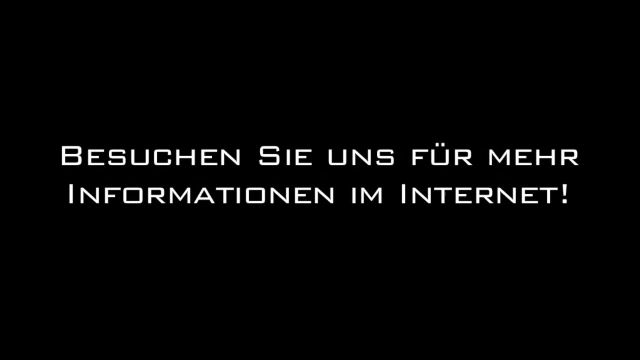 Besuchen Sie uns für mehr
Informationen im Internet!